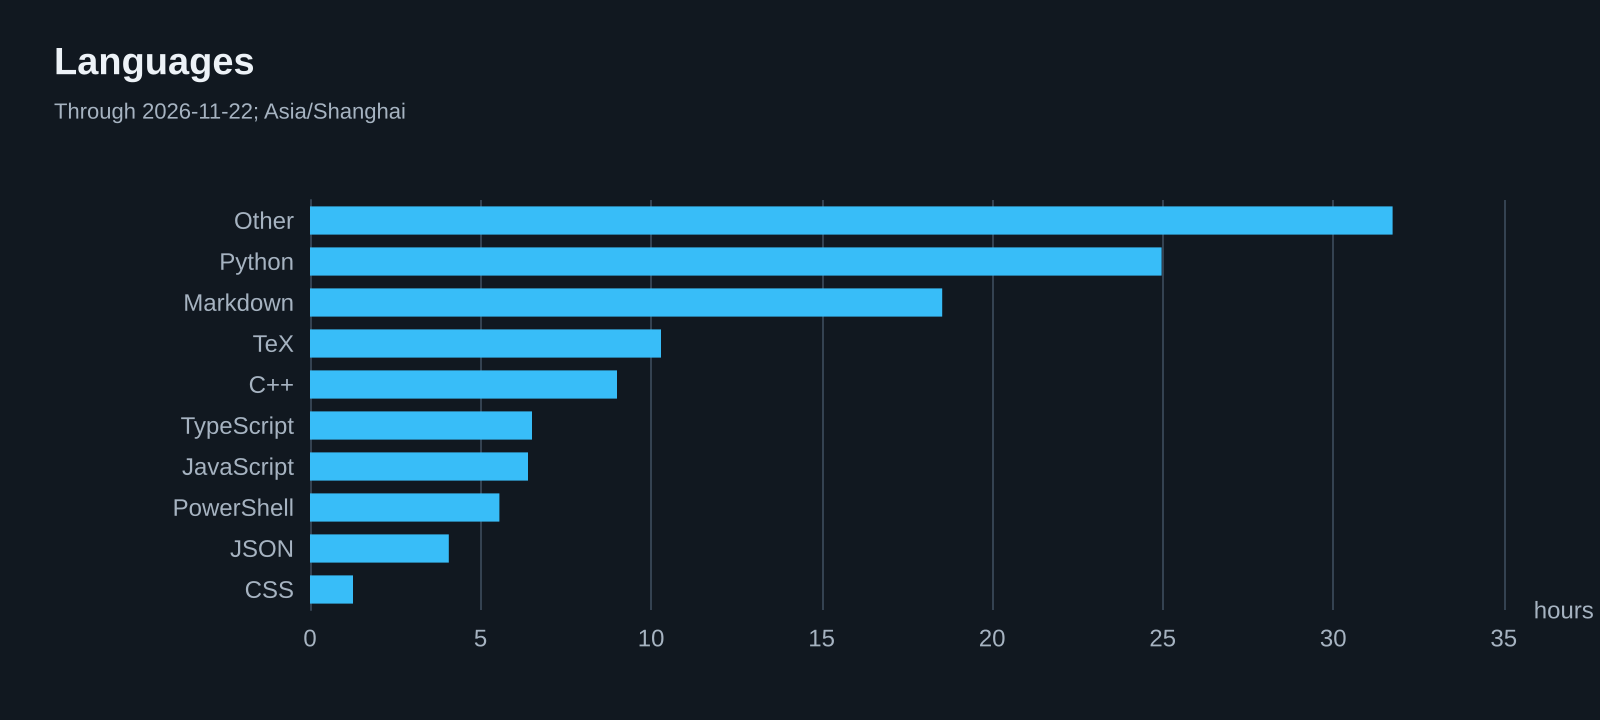 Languages
Through 2026-11-22; Asia/Shanghai
Other
Python
Markdown
TeX
C++
TypeScript
JavaScript
PowerShell
JSON
CSS
hours
0 5 10 15 20 25 30 35